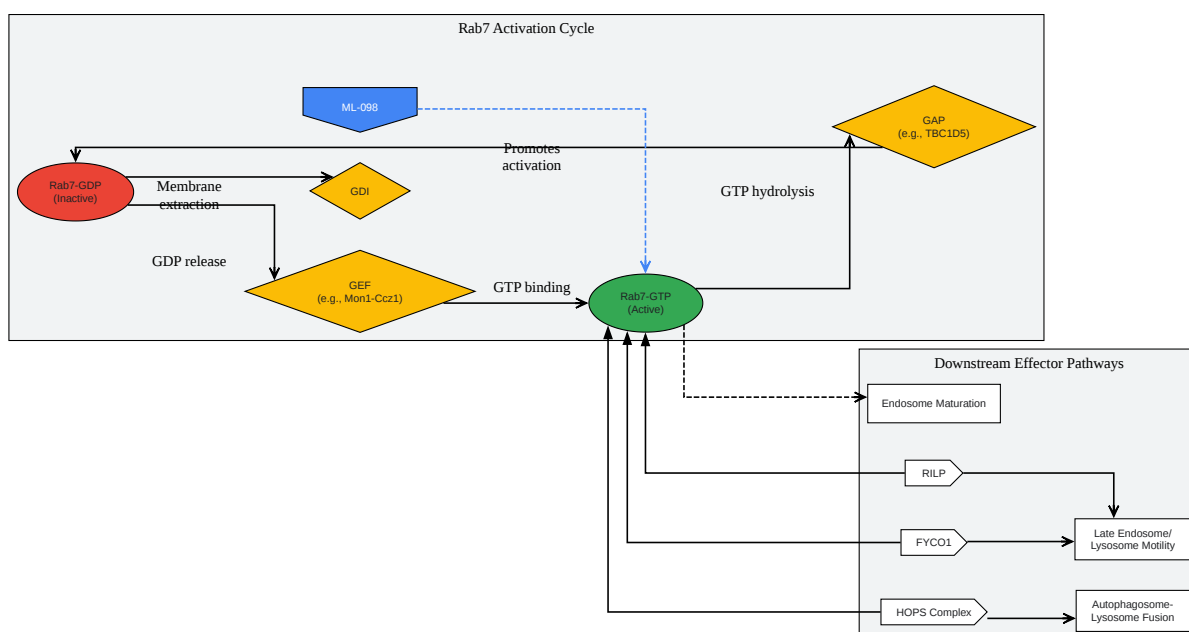 Rab7 Activation Cycle
ML-098
GAP
(e.g., TBC1D5)
Promotes
activation
Rab7-GDP
(Inactive)
Membrane
extraction
GDI
GTP hydrolysis
GDP release
GEF
(e.g., Mon1-Ccz1)
GTP binding
Rab7-GTP
(Active)
Downstream Effector Pathways
Endosome Maturation
RILP
FYCO1
Late Endosome/
Lysosome Motility
HOPS Complex
Autophagosome-
Lysosome Fusion